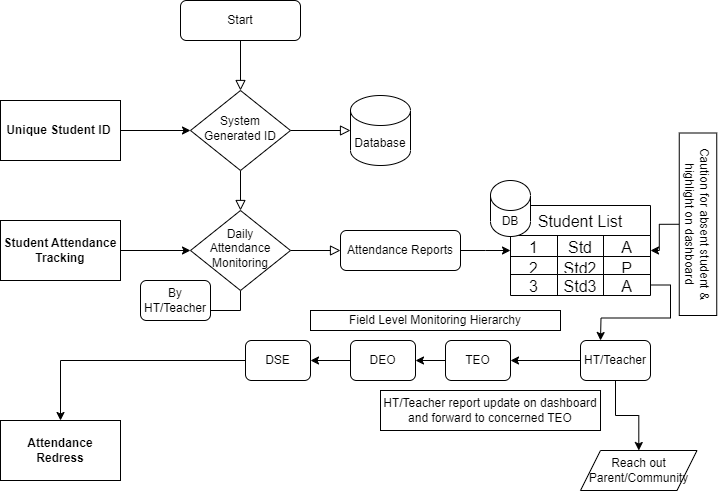 Start
Unique Student ID
System
Generated ID
Database
Caution for absent student &
highlight on dashboard
DB
Student List
1 Std A
2 Std2 P
3 Std3 A
Student Attendance
Tracking
Daily
Attendance
Monitoring
Attendance Reports
By
HT/Teacher
Field Level Monitoring Hierarchy
DSE
DEO
TEO
HT/Teacher
HT/Teacher report update on dashboard
and forward to concerned TEO
Attendance
Redress
Reach out
Parent/Community